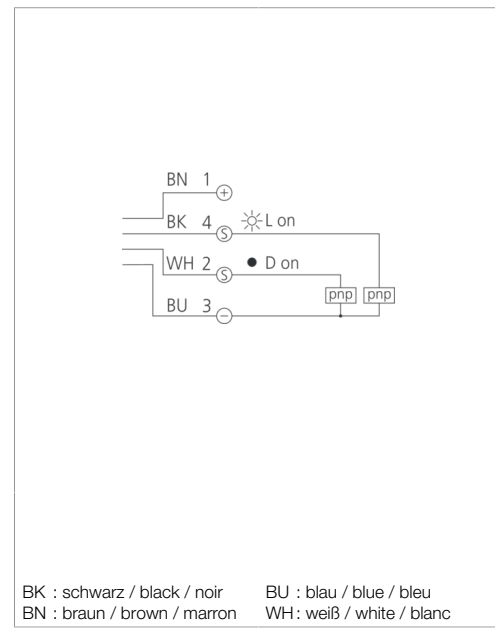 BN 1 +
BK 4 S L on
WH 2 S D on
pnp pnp
BU 3 −
BK : schwarz / black / noir BU : blau / blue / bleu
BN : braun / brown / marron WH: weiß / white / blanc